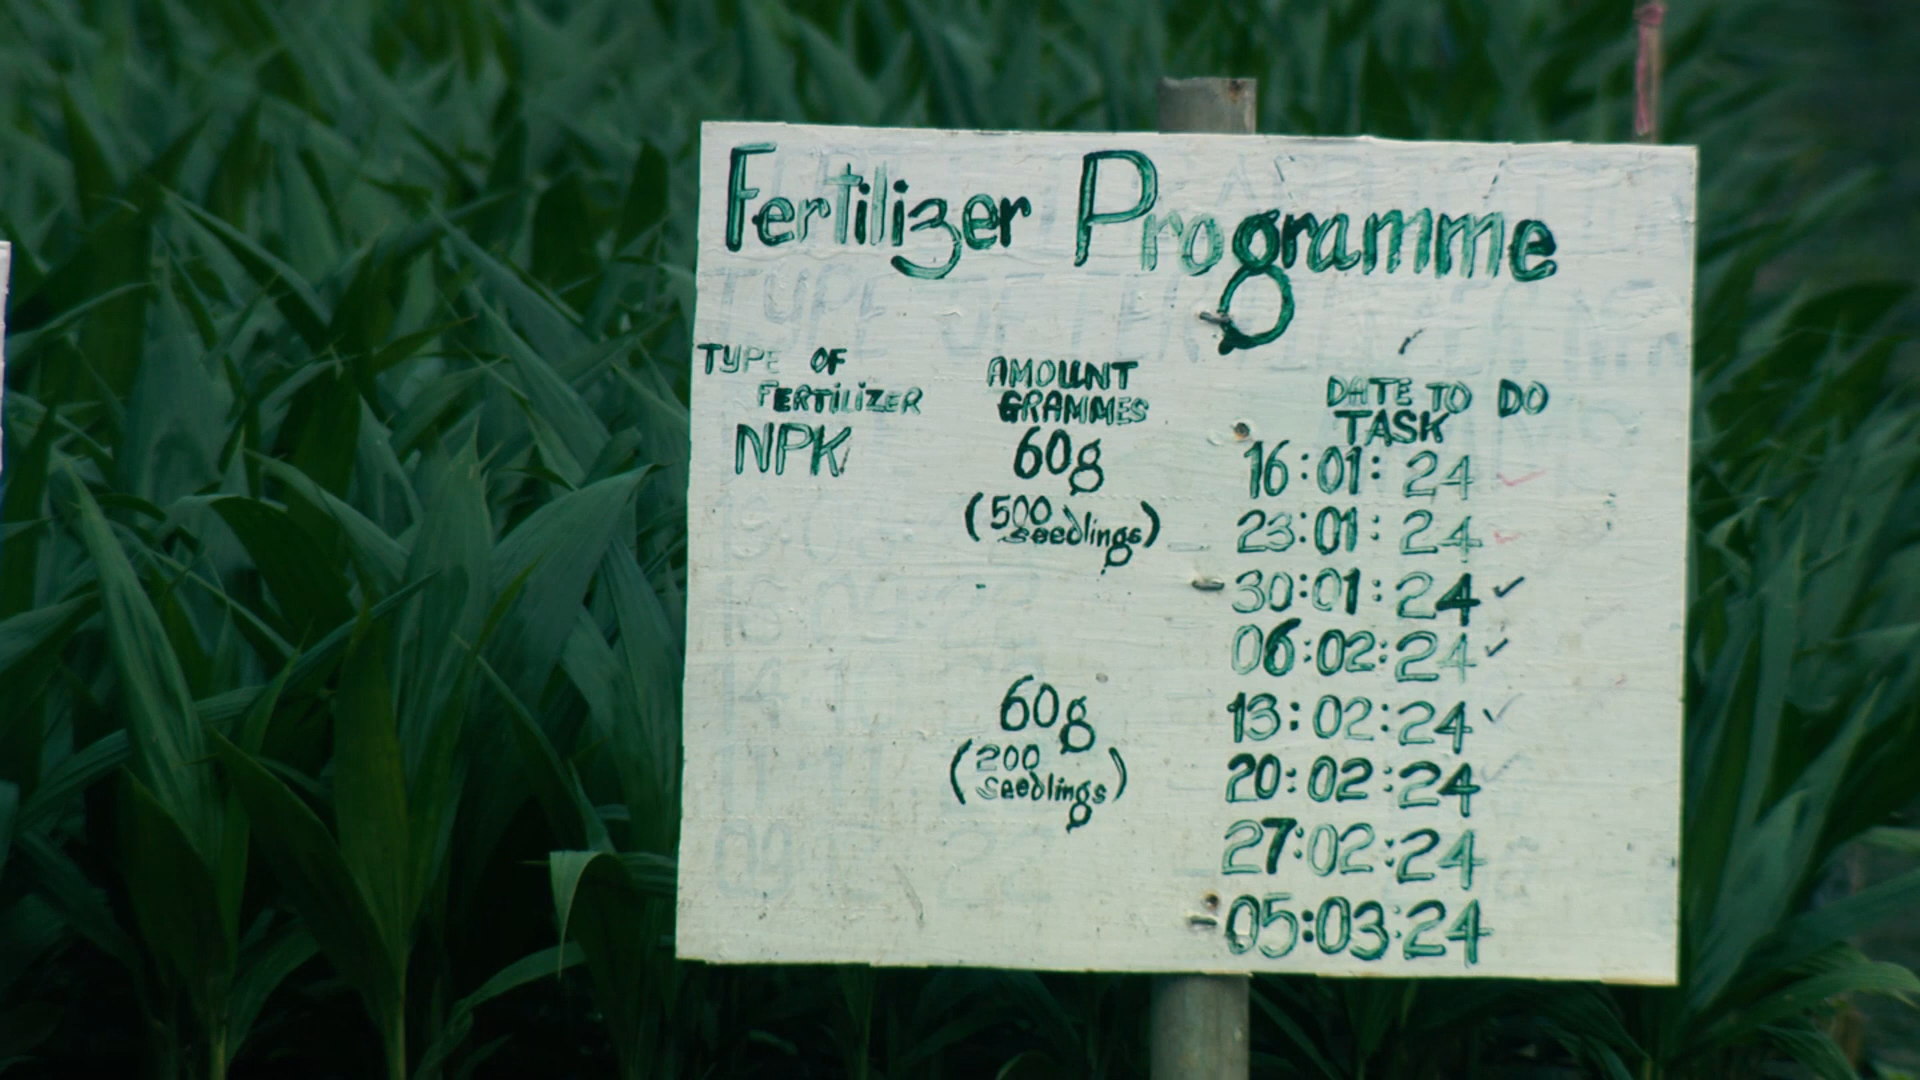 Fertilizer Programme
TYPE OF FERTILIZER
AMOUNT GRAMMES
DATE TO DO TASK
NPK
60g
(500 seedlings)
60g
(200 seedlings)
16:01:24 ✓
23:01:24 ✓
30:01:24 ✓
06:02:24 ✓
13:02:24 ✓
20:02:24 ✓
27:02:24
05:03:24